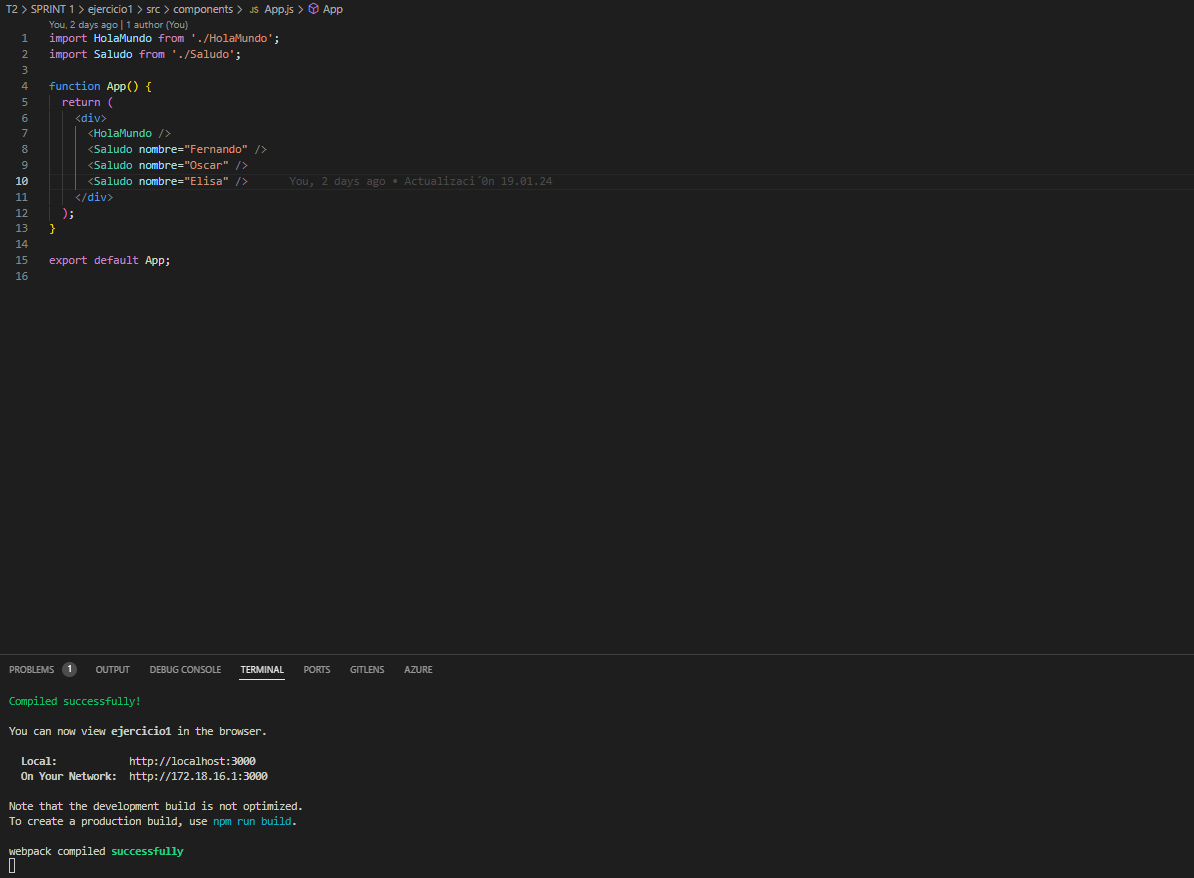 T2 > SPRINT 1 > ejercicio1 > src > components > JS App.js > App
You, 2 days ago | 1 author (You)
1 import HolaMundo from './HolaMundo';
2 import Saludo from './Saludo';
3
4 function App() {
5 return (
6 <div>
7 <HolaMundo />
8 <Saludo nombre="Fernando" />
9 <Saludo nombre="Oscar" />
10 <Saludo nombre="Elisa" /> You, 2 days ago • Actualizaci´0n 19.01.24
11 </div>
12 );
13 }
14
15 export default App;
16
PROBLEMS 1 OUTPUT DEBUG CONSOLE TERMINAL PORTS GITLENS AZURE
Compiled successfully!
You can now view ejercicio1 in the browser.
Local: http://localhost:3000
On Your Network: http://172.18.16.1:3000
Note that the development build is not optimized.
To create a production build, use npm run build.
webpack compiled successfully